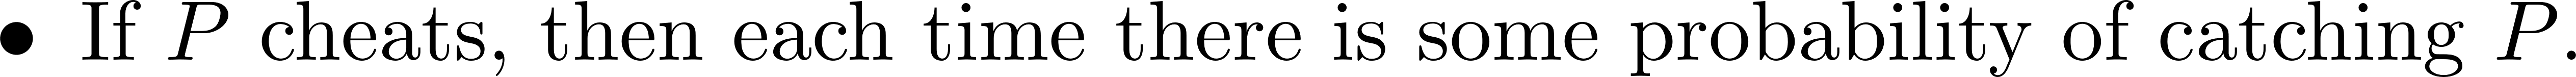 ● If P cheats, then each time there is some probability of catching P.